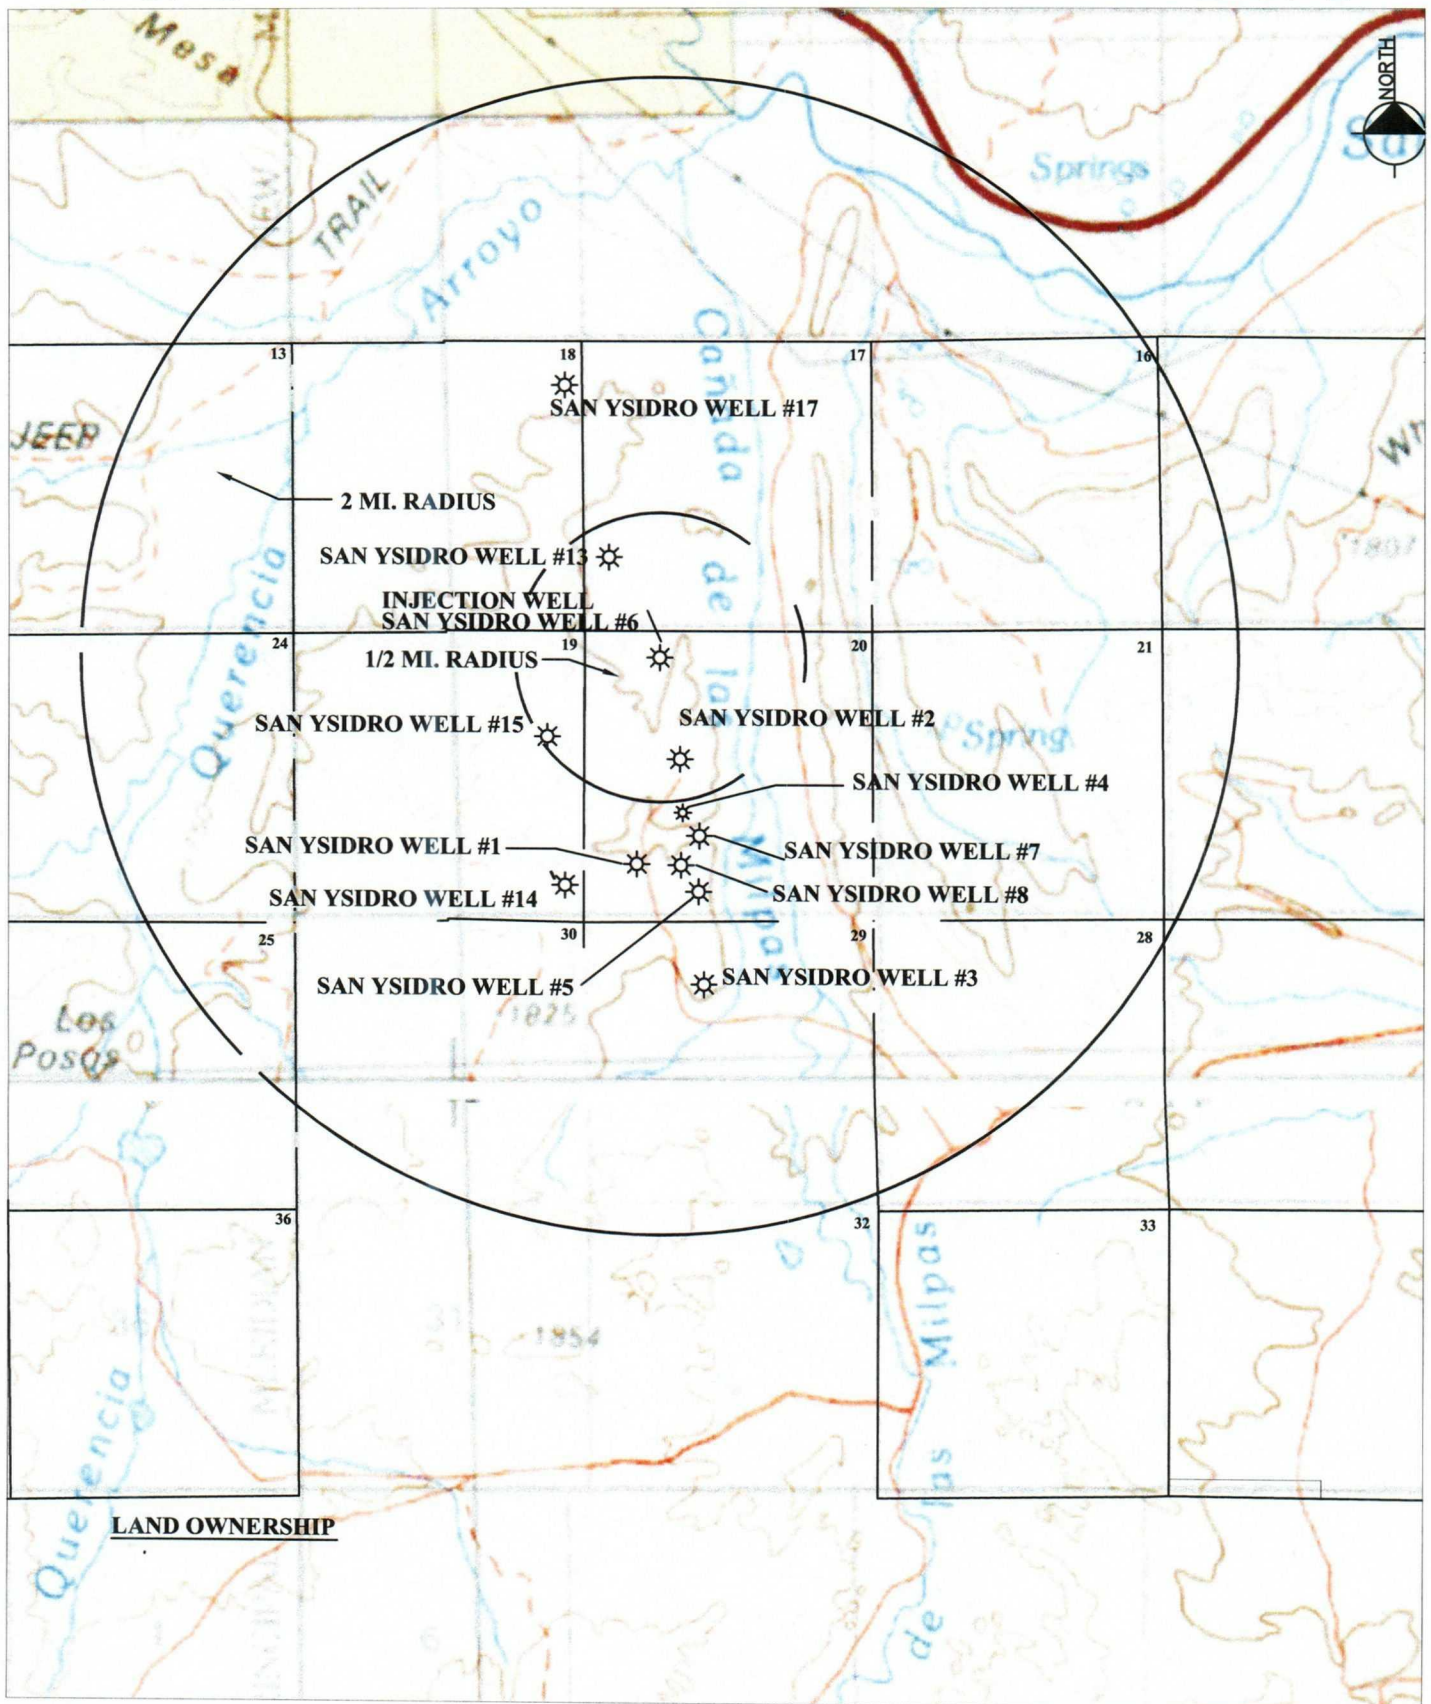 Mesa
NORTH
Springs
TRAIL
Arroyo
Cañada de las Milpas
13
18
17
16
SAN YSIDRO WELL #17
JEEP
2 MI. RADIUS
SAN YSIDRO WELL #13
1807
INJECTION WELL
SAN YSIDRO WELL #6
24
19
20
21
1/2 MI. RADIUS
Querencia
SAN YSIDRO WELL #15
SAN YSIDRO WELL #2
Spring
SAN YSIDRO WELL #4
SAN YSIDRO WELL #1
SAN YSIDRO WELL #7
SAN YSIDRO WELL #14
SAN YSIDRO WELL #8
25
30
29
28
SAN YSIDRO WELL #5
SAN YSIDRO WELL #3
1825
Los
Posos
36
32
33
1854
Querencia
de las Milpas
LAND OWNERSHIP